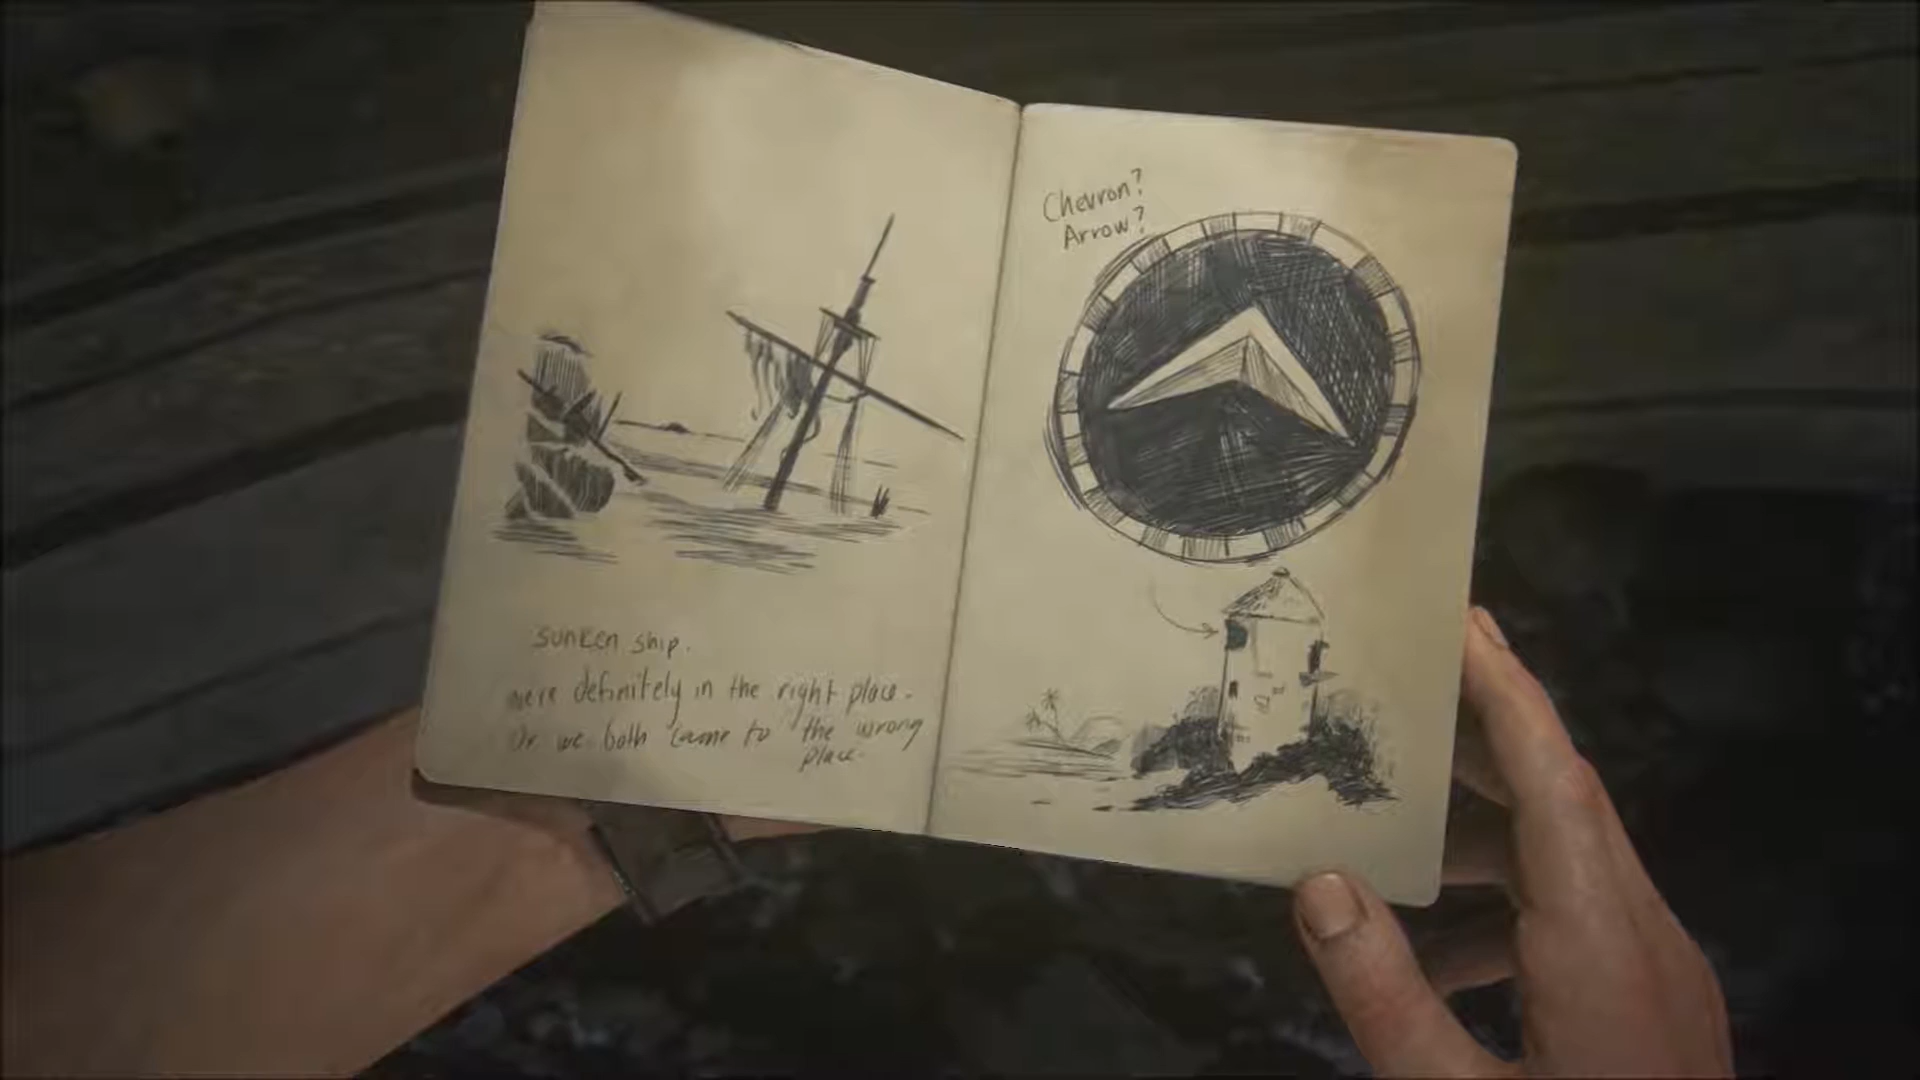 sunken ship.
were definitely in the right place.
Or we both came to the wrong
place.
Chevron?
Arrow?